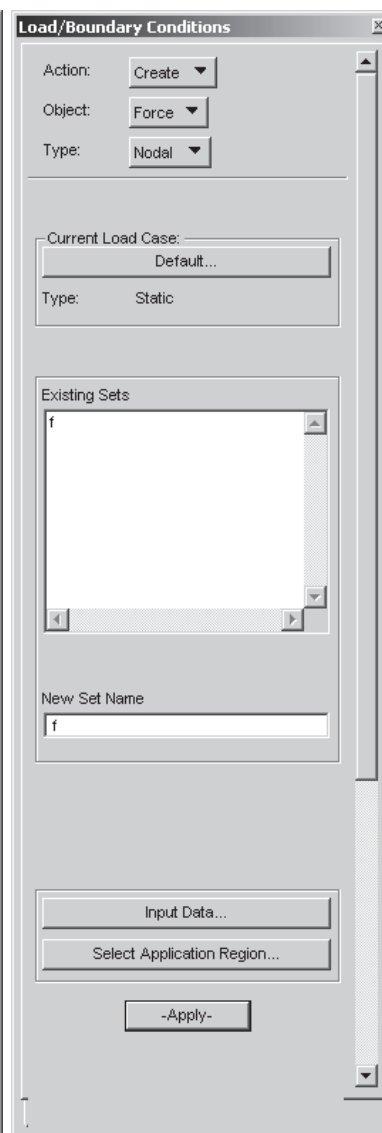 Load/Boundary Conditions
Action: Create
Object: Force
Type: Nodal
Current Load Case:
Default...
Type: Static
Existing Sets
f
New Set Name
f
Input Data...
Select Application Region...
-Apply-